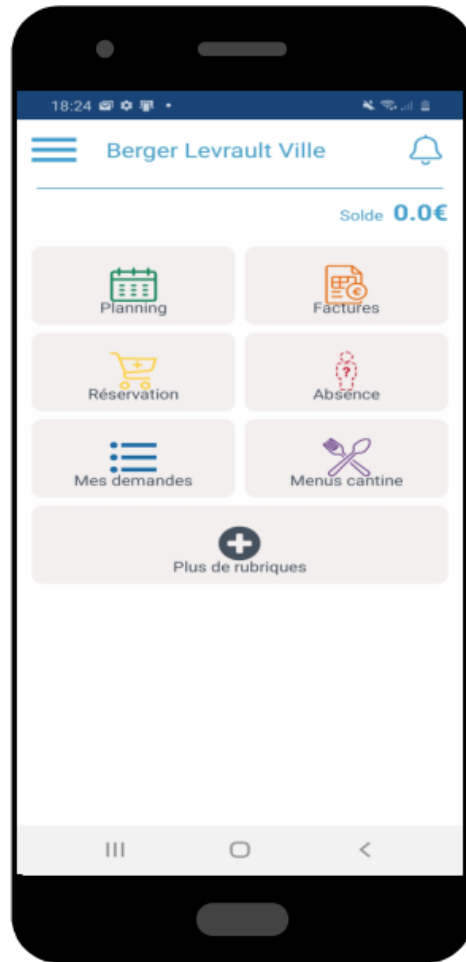 18:24
Berger Levrault Ville
Solde 0.0€
Planning
Factures
Réservation
Absence
Mes demandes
Menus cantine
Plus de rubriques